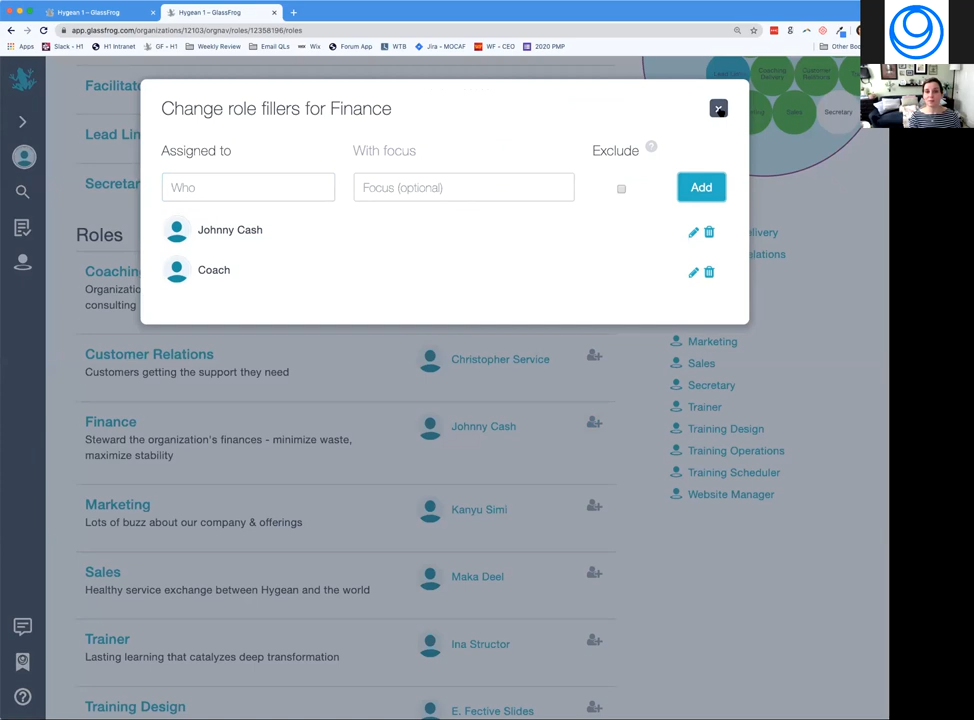 Hygean 1 – GlassFrog
Hygean 1 – GlassFrog
app.glassfrog.com/organizations/12103/orgnav/roles/12358196/roles
Apps
Slack - H1
H1 Intranet
GF - H1
Weekly Review
Email QLs
Wix
Forum App
WTB
Jira - MOCAF
WF - CEO
2020 PMP
Other Boo
Facilitat
Lead Lin
Secreta
Change role fillers for Finance
Assigned to
With focus
Exclude
?
Who
Focus (optional)
Add
Johnny Cash
Coach
Coaching
Delivery
Customer
Relations
Sales
Secretary
Roles
Coachin
Organizatio
consulting
Customer Relations
Customers getting the support they need
Christopher Service
Finance
Steward the organization's finances - minimize waste,
maximize stability
Johnny Cash
Marketing
Lots of buzz about our company & offerings
Kanyu Simi
Sales
Healthy service exchange between Hygean and the world
Maka Deel
Trainer
Lasting learning that catalyzes deep transformation
Ina Structor
Training Design
E. Fective Slides
elivery
elations
Marketing
Sales
Secretary
Trainer
Training Design
Training Operations
Training Scheduler
Website Manager